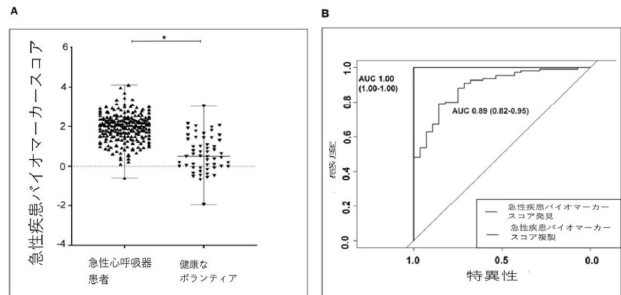 A
急性疾患バイオマーカースコア
6
4
2
0
-2
-4
*
急性心呼吸器
患者
健康な
ボランティア
B
感度
1.0
0.8
0.6
0.4
0.2
0.0
AUC 1.00
(1.00-1.00)
AUC 0.89 (0.82-0.95)
急性疾患バイオマーカー
スコア発見
急性疾患バイオマーカー
スコア複製
1.0
0.5
0.0
特異性